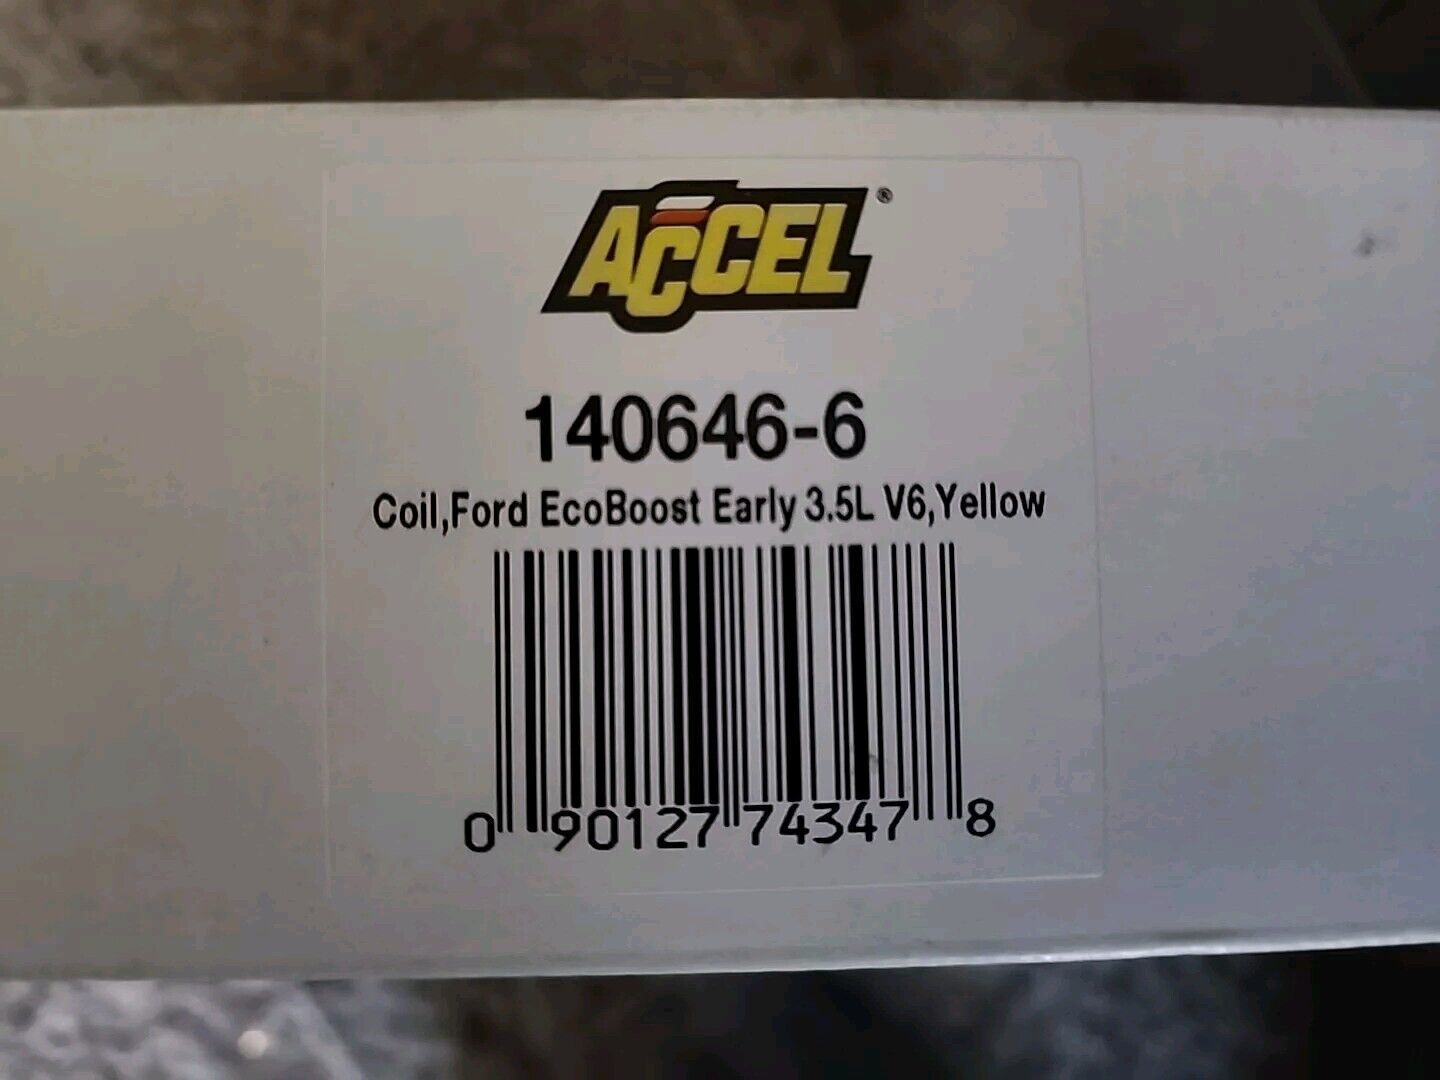 ACCEL®
140646-6
Coil,Ford EcoBoost Early 3.5L V6,Yellow
0 90127 74347 8